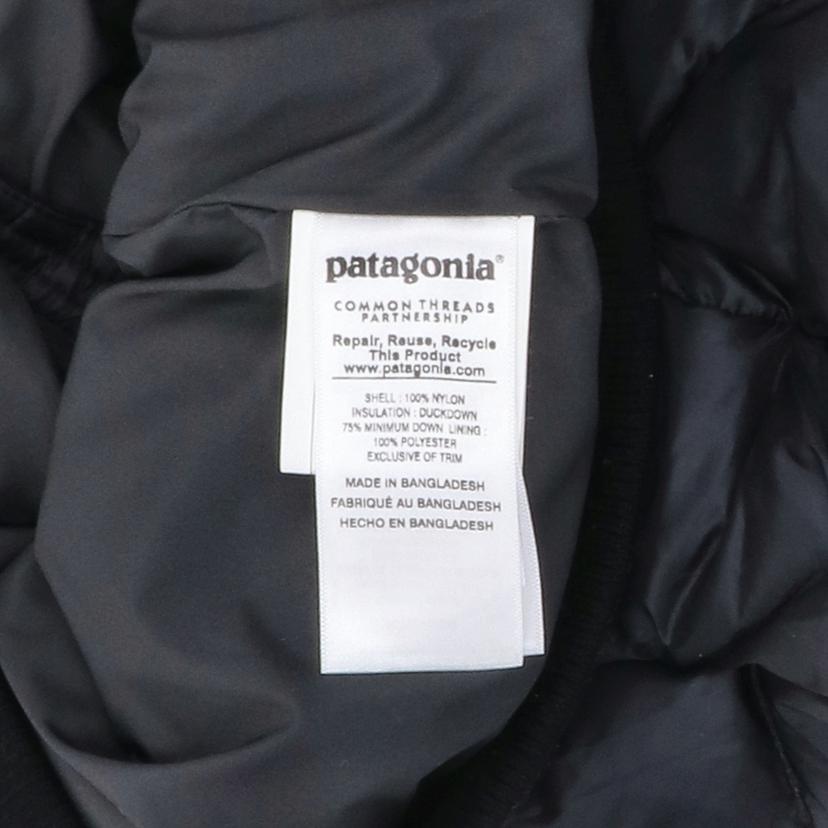 patagonia®
COMMON THREADS
PARTNERSHIP
Repair, Reuse, Recycle
This Product
www.patagonia.com
SHELL : 100% NYLON
INSULATION : DUCKDOWN
75% MINIMUM DOWN LINING :
100% POLYESTER
EXCLUSIVE OF TRIM
MADE IN BANGLADESH
FABRIQUÉ AU BANGLADESH
HECHO EN BANGLADESH